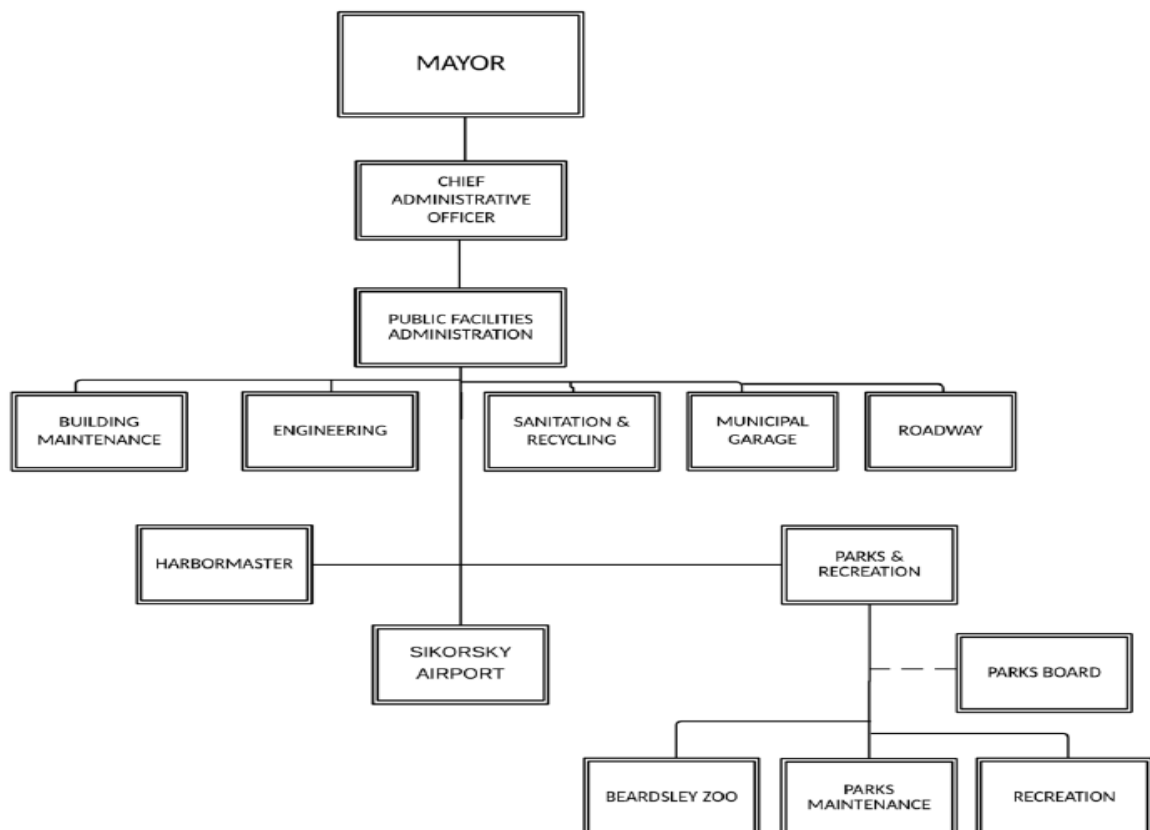 MAYOR
CHIEF
ADMINISTRATIVE
OFFICER
PUBLIC FACILITIES
ADMINISTRATION
BUILDING
MAINTENANCE
ENGINEERING
SANITATION &
RECYCLING
MUNICIPAL
GARAGE
ROADWAY
HARBORMASTER
PARKS &
RECREATION
SIKORSKY
AIRPORT
PARKS BOARD
BEARDSLEY ZOO
PARKS
MAINTENANCE
RECREATION